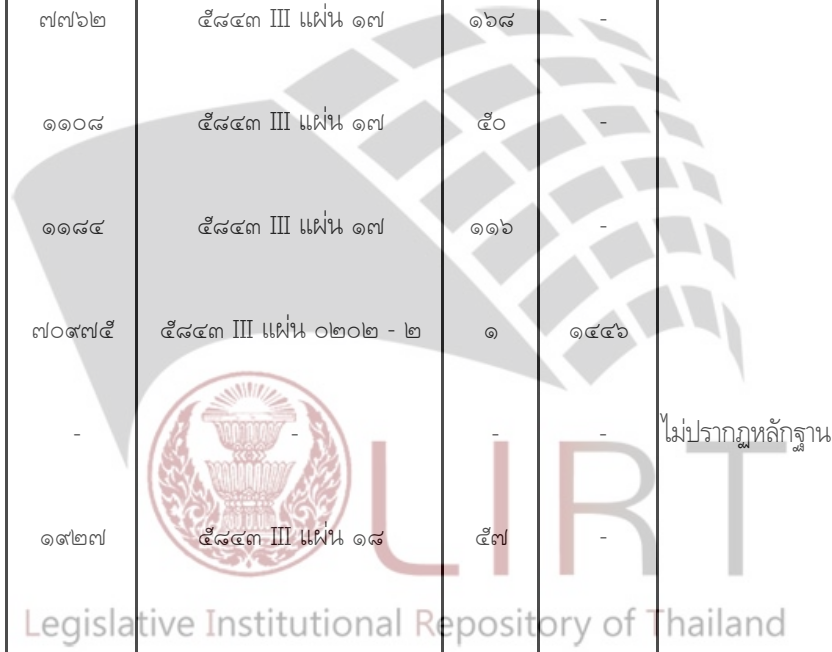 ๗๗๖๒ ๕๘๔๓ III แผ่น ๑๗ ๑๖๘ -
๑๑๐๘ ๕๘๔๓ III แผ่น ๑๗ ๕๐ -
๑๑๘๔ ๕๘๔๓ III แผ่น ๑๗ ๑๑๖ -
๗๐๙๗๕ ๕๘๔๓ III แผ่น ๐๒๐๒ - ๒ ๑ ๑๔๔๖
- - - - ไม่ปรากฏหลักฐาน
๑๙๒๗ ๕๘๔๓ III แผ่น ๑๘ ๕๗ -
LIRT
Legislative Institutional Repository of Thailand